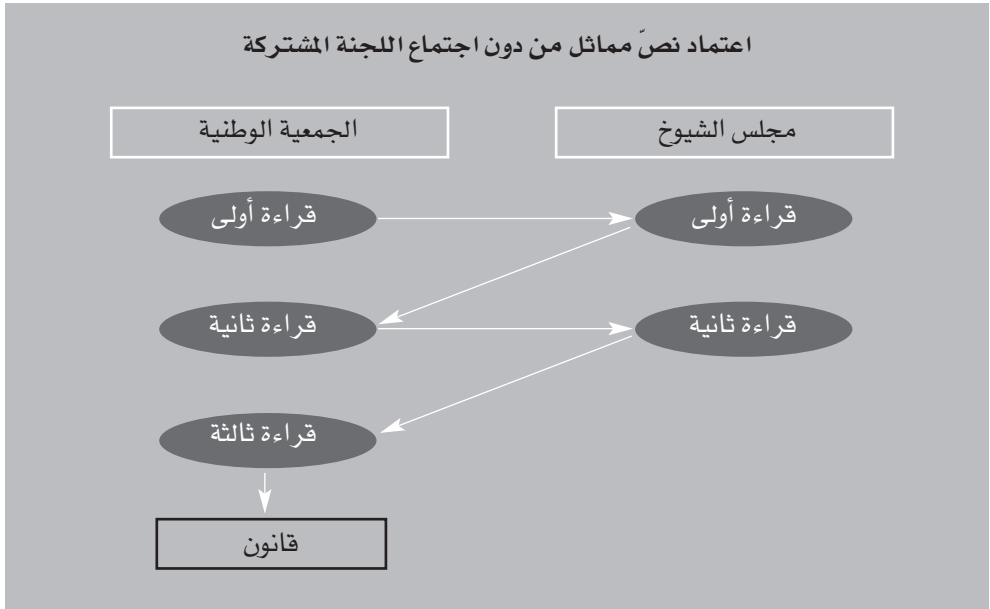 اعتماد نصّ مماثل من دون اجتماع اللجنة المشتركة
مجلس الشيوخ
الجمعية الوطنية
قراءة أولى
قراءة أولى
قراءة ثانية
قراءة ثانية
قراءة ثالثة
قانون